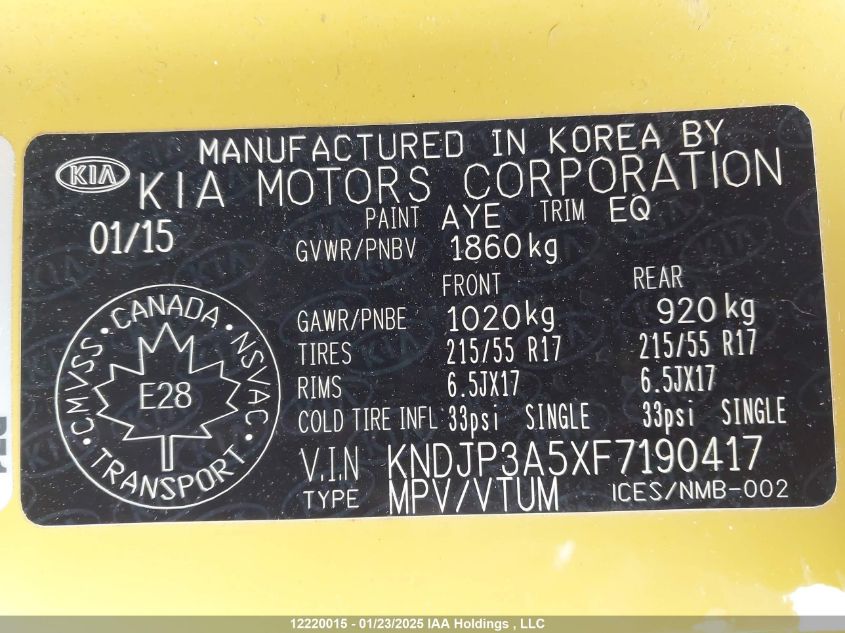 MANUFACTURED IN KOREA BY
KIA KIA MOTORS CORPORATION
01/15 PAINT AYE TRIM EQ
GVWR/PNBV 1860kg
FRONT REAR
GAWR/PNBE 1020kg 920kg
TIRES 215/55 R17 215/55 R17
RIMS 6.5JX17 6.5JX17
COLD TIRE INFL 33psi SINGLE 33psi SINGLE
V.I.N KNDJP3A5XF7190417
TYPE MPV/VTUM ICES/NMB-002
CMVSS • CANADA • NSVAC • TRANSPORT •
E28
12220015 - 01/23/2025 IAA Holdings , LLC